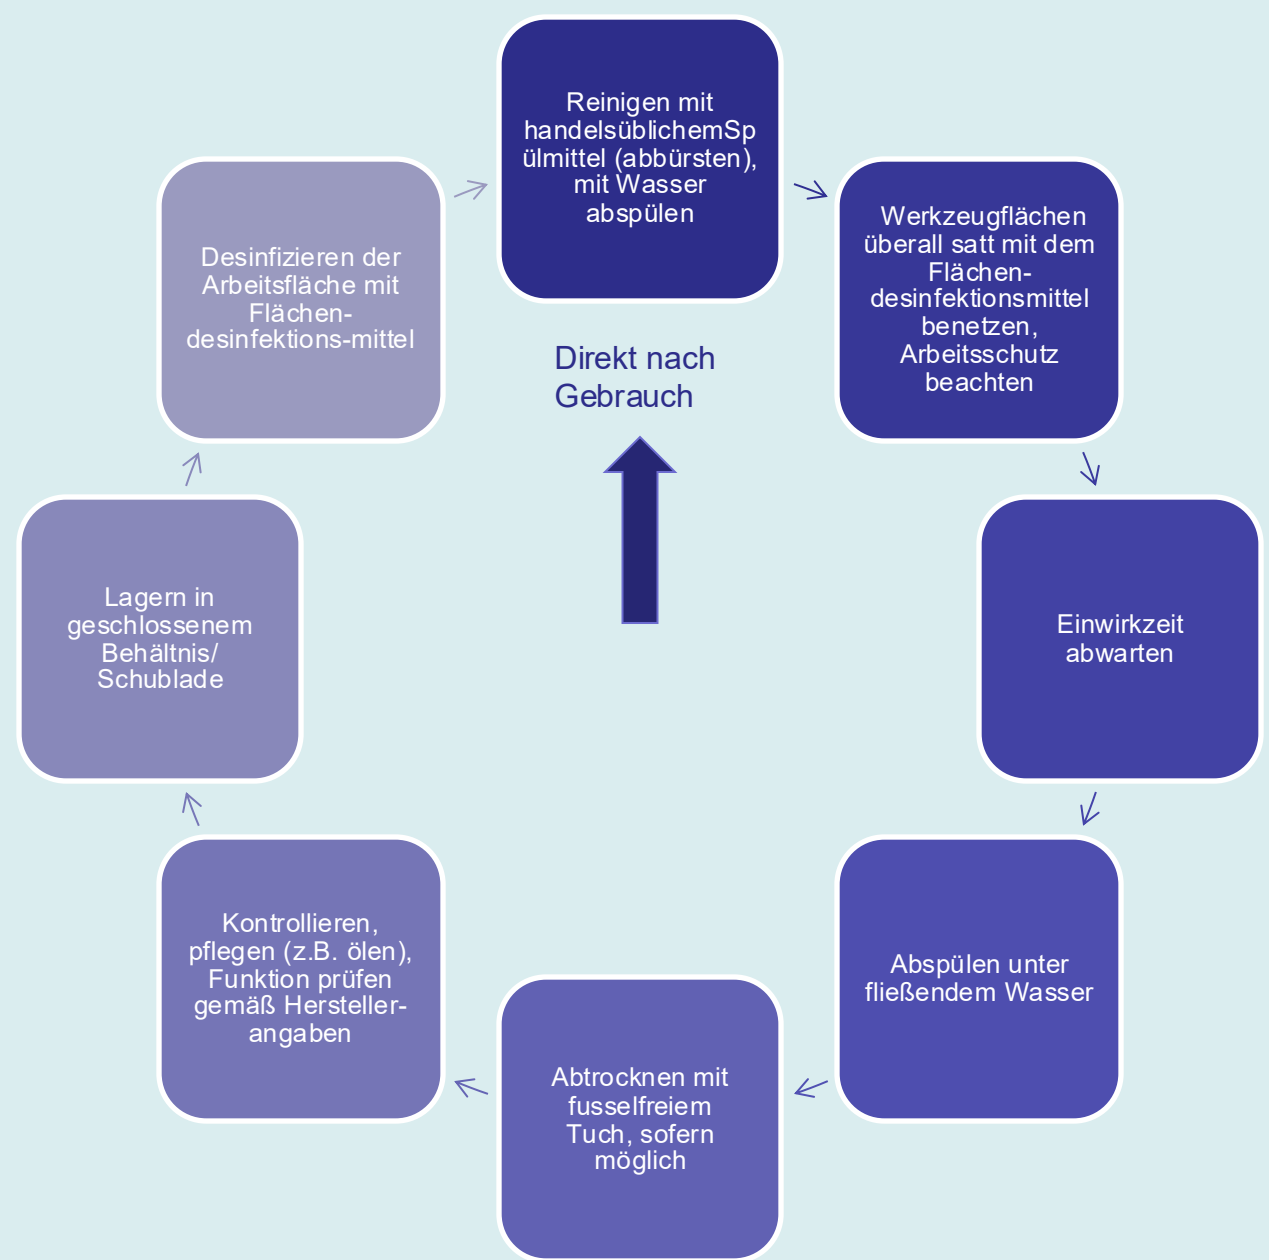 Reinigen mit
handelsüblichemSp
ülmittel (abbürsten),
mit Wasser
abspülen
Werkzeugflächen
überall satt mit dem
Flächen-
desinfektionsmittel
benetzen,
Arbeitsschutz
beachten
Einwirkzeit
abwarten
Abspülen unter
fließendem Wasser
Abtrocknen mit
fusselfreiem
Tuch, sofern
möglich
Kontrollieren,
pflegen (z.B. ölen),
Funktion prüfen
gemäß Hersteller-
angaben
Lagern in
geschlossenem
Behältnis/
Schublade
Desinfizieren der
Arbeitsfläche mit
Flächen-
desinfektions-mittel
Direkt nach
Gebrauch